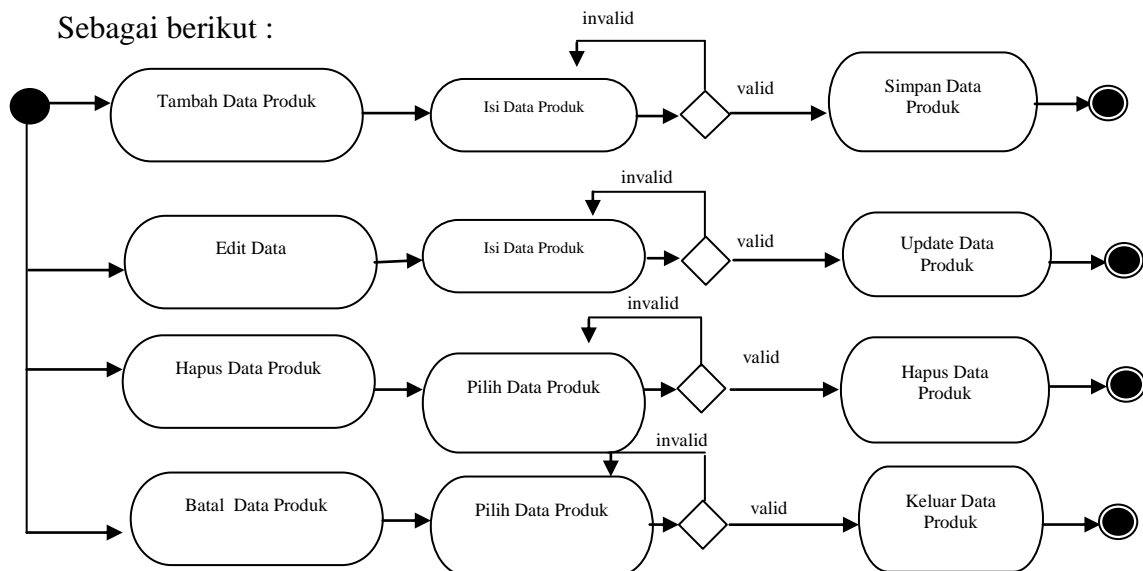 Sebagai berikut :
invalid
Tambah Data Produk
Isi Data Produk
valid
Simpan Data
Produk
invalid
Edit Data
Isi Data Produk
valid
Update Data
Produk
invalid
Hapus Data Produk
Pilih Data Produk
valid
Hapus Data
Produk
invalid
Batal  Data Produk
Pilih Data Produk
valid
Keluar Data
Produk